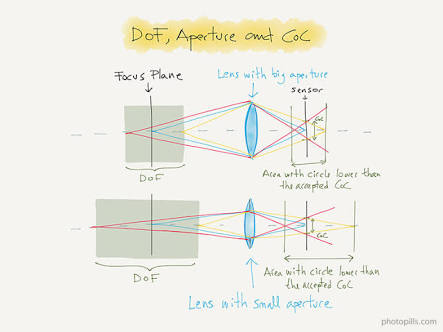 DoF, Aperture and CoC
Focus Plane
Lens with big aperture
sensor
CoC
DoF
Area with circle lower than
the accepted CoC
CoC
DoF
Area with circle lower than
the accepted CoC
Lens with small aperture
photopills.com